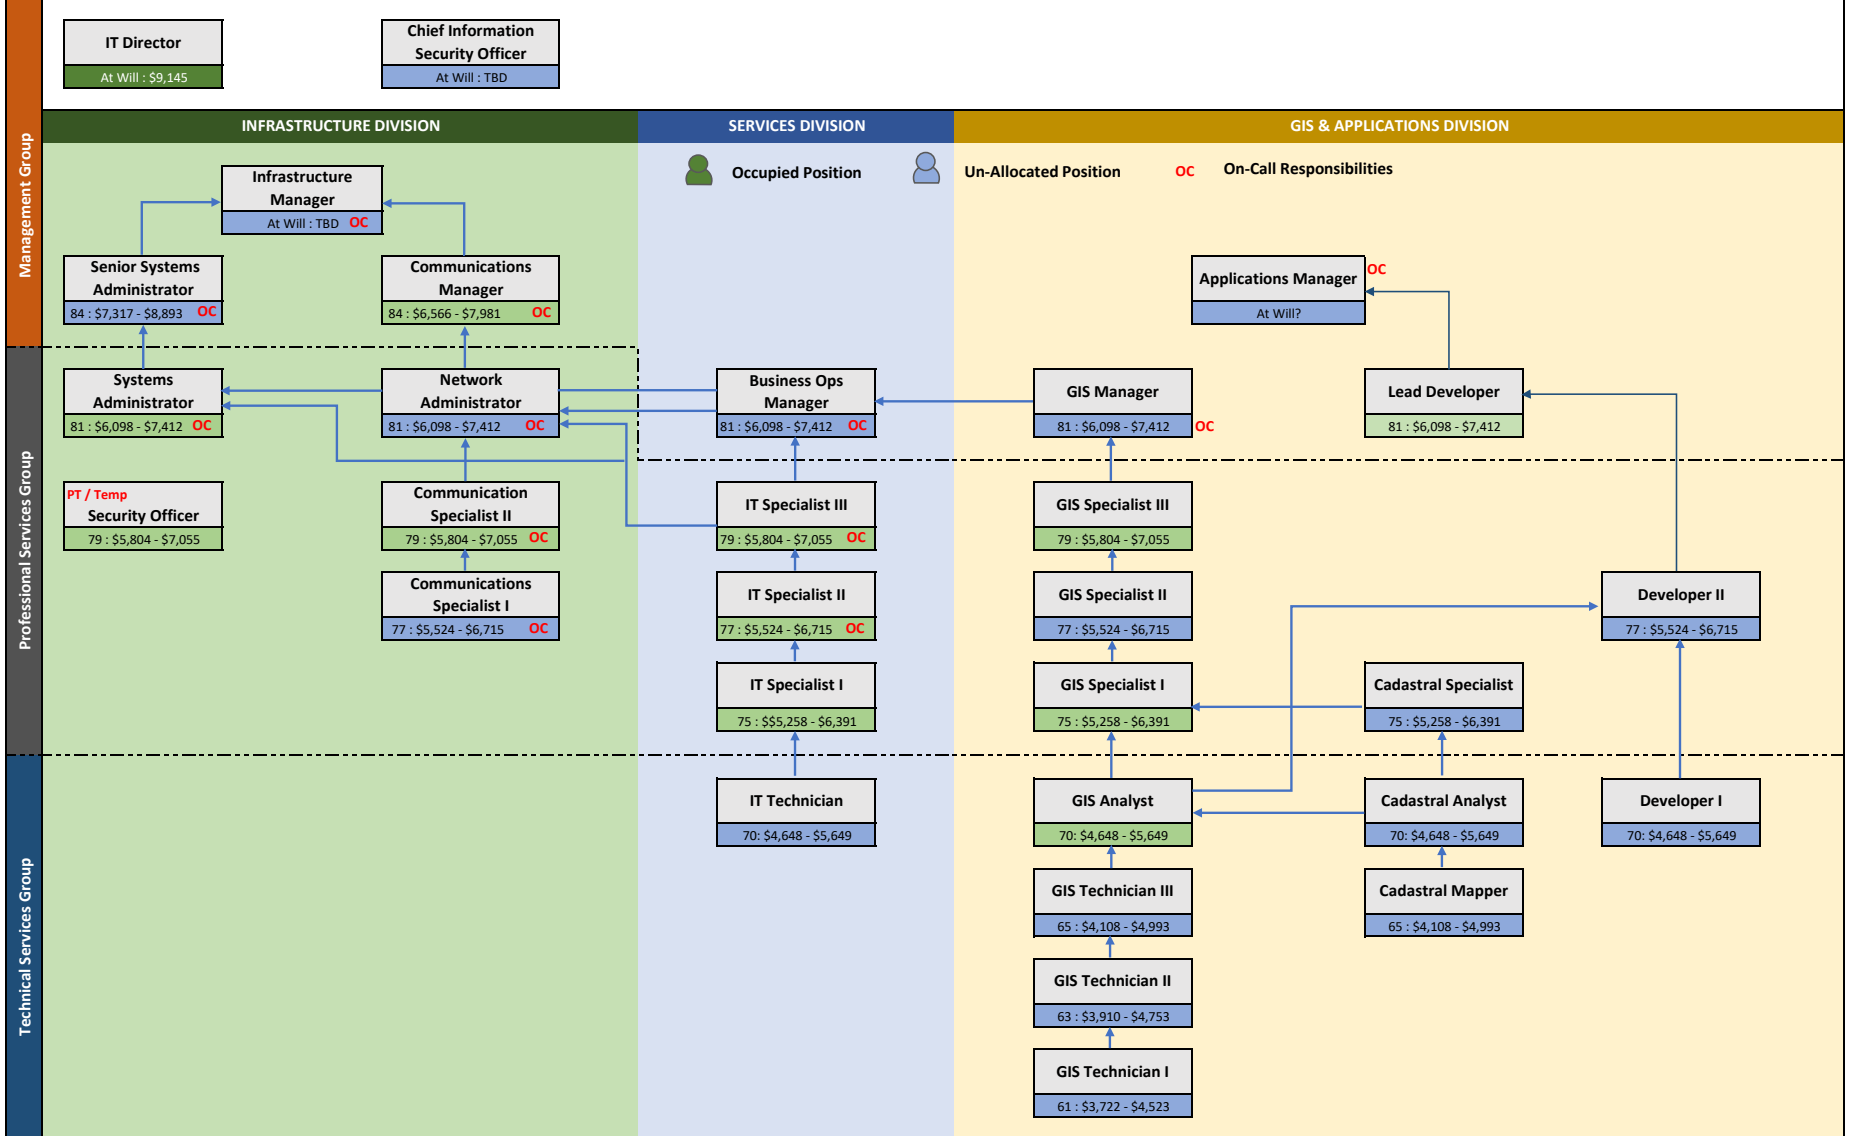 IT Director
At Will : $9,145
Chief Information
Security Officer
At Will : TBD
Management Group
INFRASTRUCTURE DIVISION
SERVICES DIVISION
GIS & APPLICATIONS DIVISION
Occupied Position
Un-Allocated Position
OC
On-Call Responsibilities
Infrastructure
Manager
At Will : TBD OC
Senior Systems
Administrator
84 : $7,317 - $8,893 OC
Communications
Manager
84 : $6,566 - $7,981 OC
Applications Manager
OC
At Will?
Professional Services Group
Systems
Administrator
81 : $6,098 - $7,412 OC
Network
Administrator
81 : $6,098 - $7,412 OC
Business Ops
Manager
81 : $6,098 - $7,412 OC
GIS Manager
81 : $6,098 - $7,412
OC
Lead Developer
81 : $6,098 - $7,412
PT / Temp
Security Officer
79 : $5,804 - $7,055
Communication
Specialist II
79 : $5,804 - $7,055 OC
IT Specialist III
79 : $5,804 - $7,055 OC
GIS Specialist III
79 : $5,804 - $7,055
Communications
Specialist I
77 : $5,524 - $6,715 OC
IT Specialist II
77 : $5,524 - $6,715 OC
GIS Specialist II
77 : $5,524 - $6,715
Developer II
77 : $5,524 - $6,715
IT Specialist I
75 : $$5,258 - $6,391
GIS Specialist I
75 : $5,258 - $6,391
Cadastral Specialist
75 : $5,258 - $6,391
Technical Services Group
IT Technician
70: $4,648 - $5,649
GIS Analyst
70: $4,648 - $5,649
Cadastral Analyst
70: $4,648 - $5,649
Developer I
70: $4,648 - $5,649
GIS Technician III
65 : $4,108 - $4,993
Cadastral Mapper
65 : $4,108 - $4,993
GIS Technician II
63 : $3,910 - $4,753
GIS Technician I
61 : $3,722 - $4,523